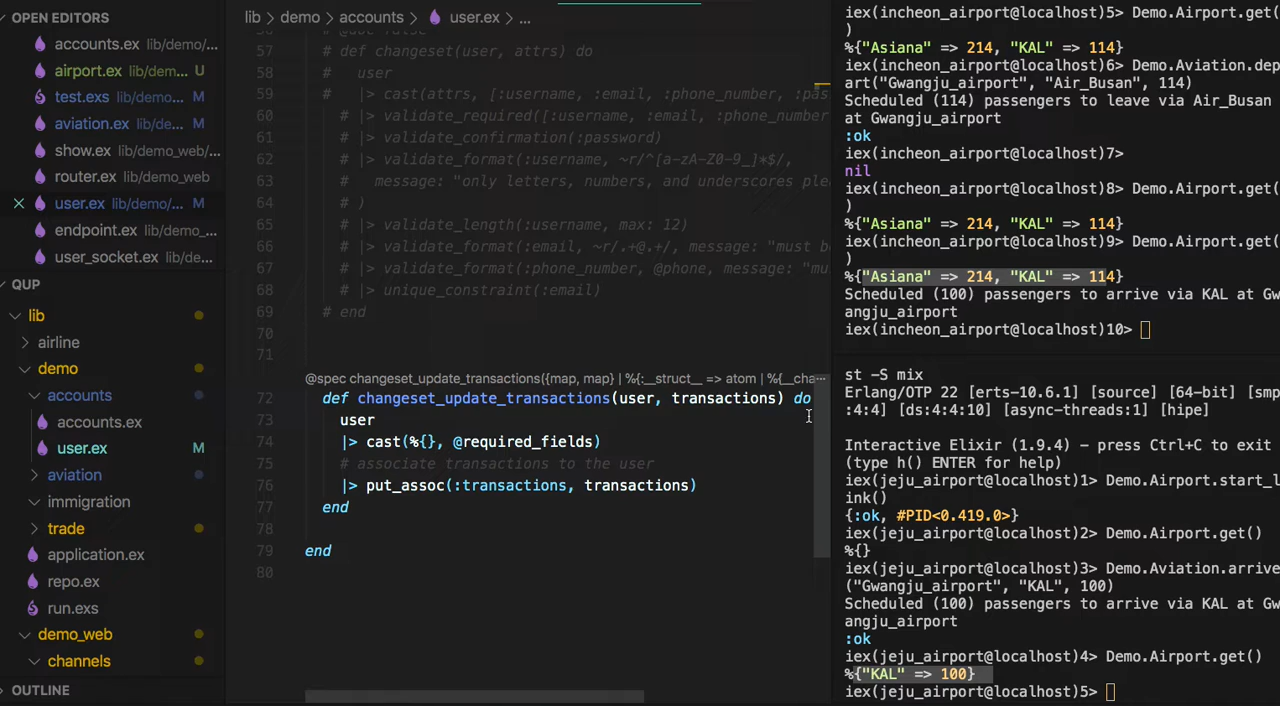 OPEN EDITORS
accounts.ex lib/demo/...
airport.ex lib/dem... U
test.exs lib/demo... M
aviation.ex lib/de... M
show.ex lib/demo_web/...
router.ex lib/demo_web
user.ex lib/demo/... M
endpoint.ex lib/demo_...
user_socket.ex lib/de...
QUP
lib
airline
demo
accounts
accounts.ex
user.ex M
aviation
immigration
trade
application.ex
repo.ex
run.exs
demo_web
channels
OUTLINE
lib > demo > accounts > user.ex > ...
56 # @doc false
57 # def changeset(user, attrs) do
58 # user
59 # |> cast(attrs, [:username, :email, :phone_number, :pas
60 # |> validate_required([:username, :email, :phone_number
61 # |> validate_confirmation(:password)
62 # |> validate_format(:username, ~r/^[a-zA-Z0-9_]*$/,
63 # message: "only letters, numbers, and underscores ple
64 # )
65 # |> validate_length(:username, max: 12)
66 # |> validate_format(:email, ~r/.+@.+/, message: "must b
67 # |> validate_format(:phone_number, @phone, message: "mu
68 # |> unique_constraint(:email)
69 # end
70
71
@spec changeset_update_transactions({map, map} | %{:__struct__ => atom | %{__cha...
72 def changeset_update_transactions(user, transactions) do
73 user
74 |> cast(%{}, @required_fields)
75 # associate transactions to the user
76 |> put_assoc(:transactions, transactions)
77 end
78
79 end
80
iex(incheon_airport@localhost)5> Demo.Airport.get(
)
%{"Asiana" => 214, "KAL" => 114}
iex(incheon_airport@localhost)6> Demo.Aviation.dep
art("Gwangju_airport", "Air_Busan", 114)
Scheduled (114) passengers to leave via Air_Busan
at Gwangju_airport
:ok
iex(incheon_airport@localhost)7>
nil
iex(incheon_airport@localhost)8> Demo.Airport.get(
)
%{"Asiana" => 214, "KAL" => 114}
iex(incheon_airport@localhost)9> Demo.Airport.get(
)
%{"Asiana" => 214, "KAL" => 114}
Scheduled (100) passengers to arrive via KAL at Gw
angju_airport
iex(incheon_airport@localhost)10>
st -S mix
Erlang/OTP 22 [erts-10.6.1] [source] [64-bit] [smp
:4:4] [ds:4:4:10] [async-threads:1] [hipe]
Interactive Elixir (1.9.4) - press Ctrl+C to exit
(type h() ENTER for help)
iex(jeju_airport@localhost)1> Demo.Airport.start_l
ink()
{:ok, #PID<0.419.0>}
iex(jeju_airport@localhost)2> Demo.Airport.get()
%{}
iex(jeju_airport@localhost)3> Demo.Aviation.arrive
("Gwangju_airport", "KAL", 100)
Scheduled (100) passengers to arrive via KAL at Gw
angju_airport
:ok
iex(jeju_airport@localhost)4> Demo.Airport.get()
%{"KAL" => 100}
iex(jeju_airport@localhost)5>